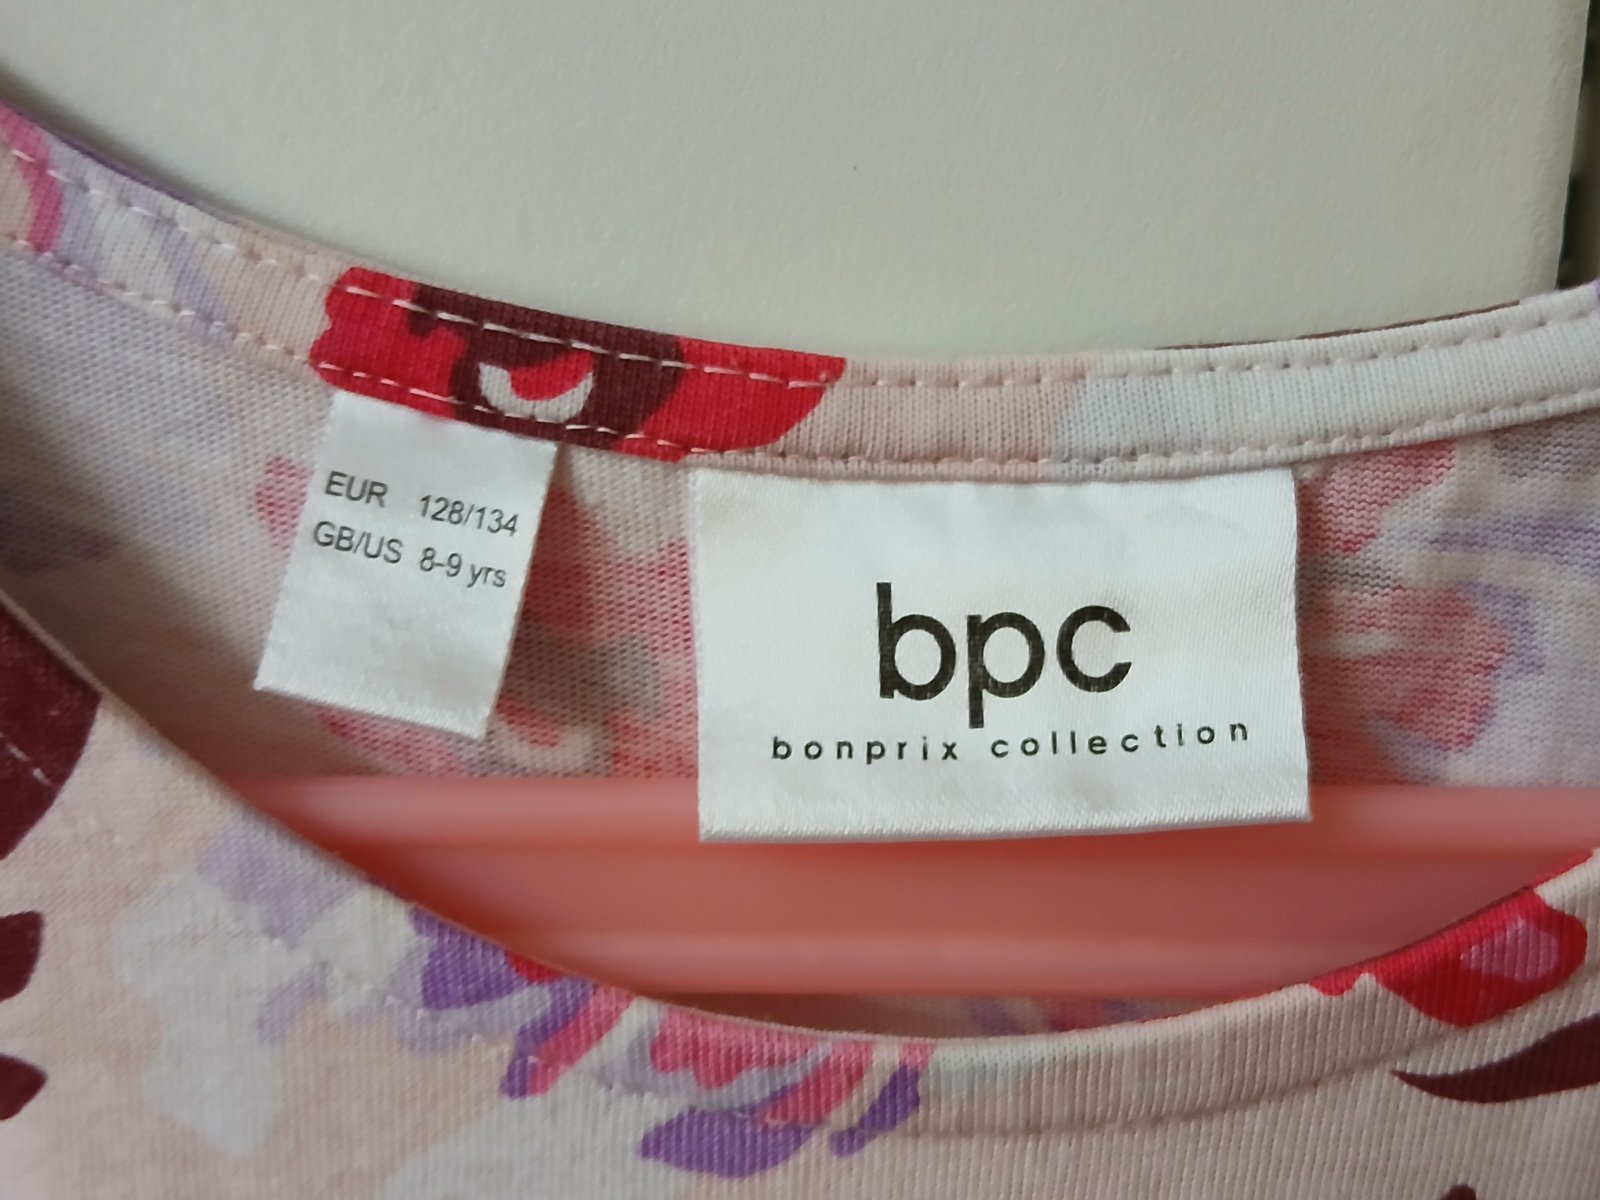 EUR 128/134
GB/US 8-9 yrs
bpc
bonprix collection